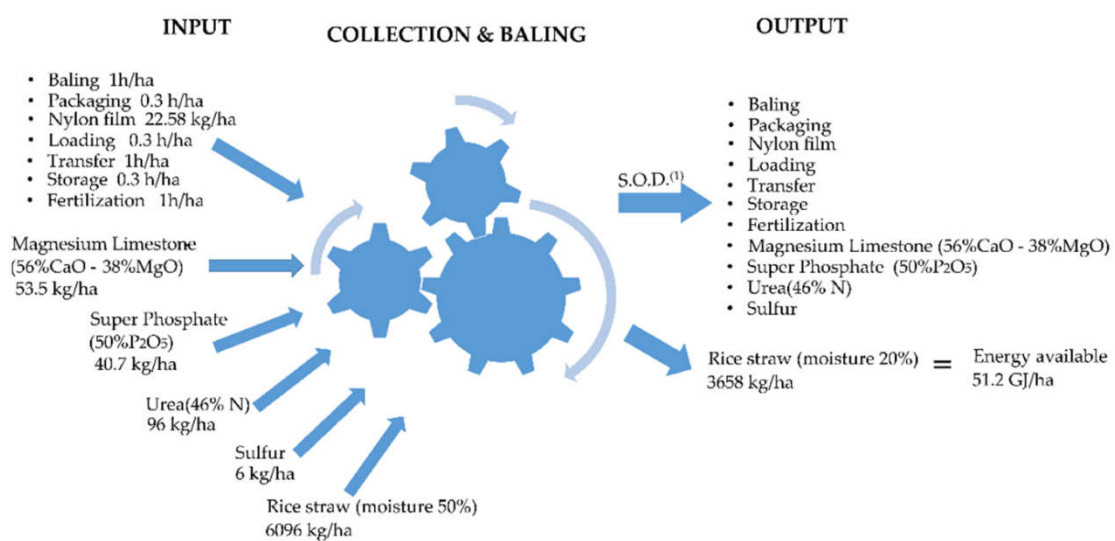 INPUT
COLLECTION & BALING
OUTPUT
• Baling 1h/ha
• Packaging 0.3 h/ha
• Nylon film 22.58 kg/ha
• Loading 0.3 h/ha
• Transfer 1h/ha
• Storage 0.3 h/ha
• Fertilization 1h/ha
Magnesium Limestone
(56%CaO - 38%MgO)
53.5 kg/ha
Super Phosphate
(50%P2O5)
40.7 kg/ha
Urea(46% N)
96 kg/ha
Sulfur
6 kg/ha
Rice straw (moisture 50%)
6096 kg/ha
S.O.D.(1)
• Baling
• Packaging
• Nylon film
• Loading
• Transfer
• Storage
• Fertilization
• Magnesium Limestone (56%CaO - 38%MgO)
• Super Phosphate (50%P2O5)
• Urea(46% N)
• Sulfur
Rice straw (moisture 20%)
3658 kg/ha
=
Energy available
51.2 GJ/ha